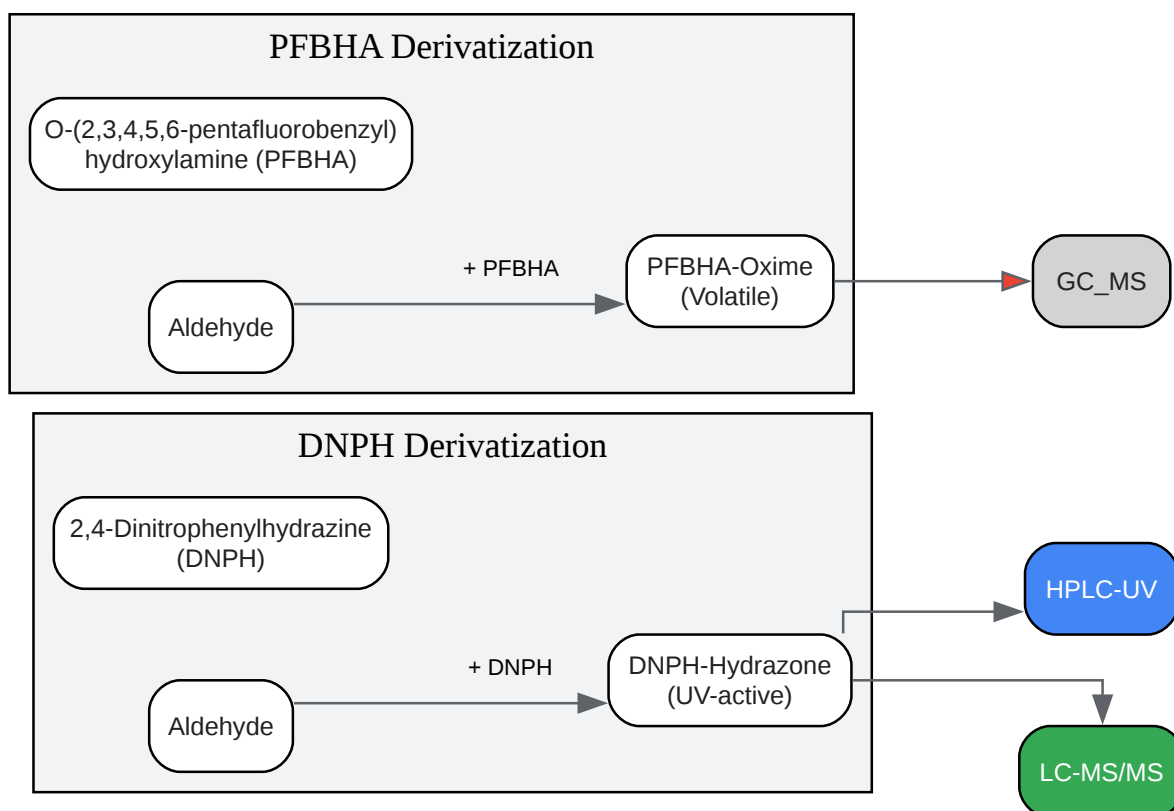 PFBHA Derivatization
O-(2,3,4,5,6-pentafluorobenzyl)
hydroxylamine (PFBHA)
+ PFBHA
PFBHA-Oxime
(Volatile)
GC_MS
Aldehyde
DNPH Derivatization
2,4-Dinitrophenylhydrazine
(DNPH)
HPLC-UV
+ DNPH
DNPH-Hydrazone
(UV-active)
Aldehyde
LC-MS/MS